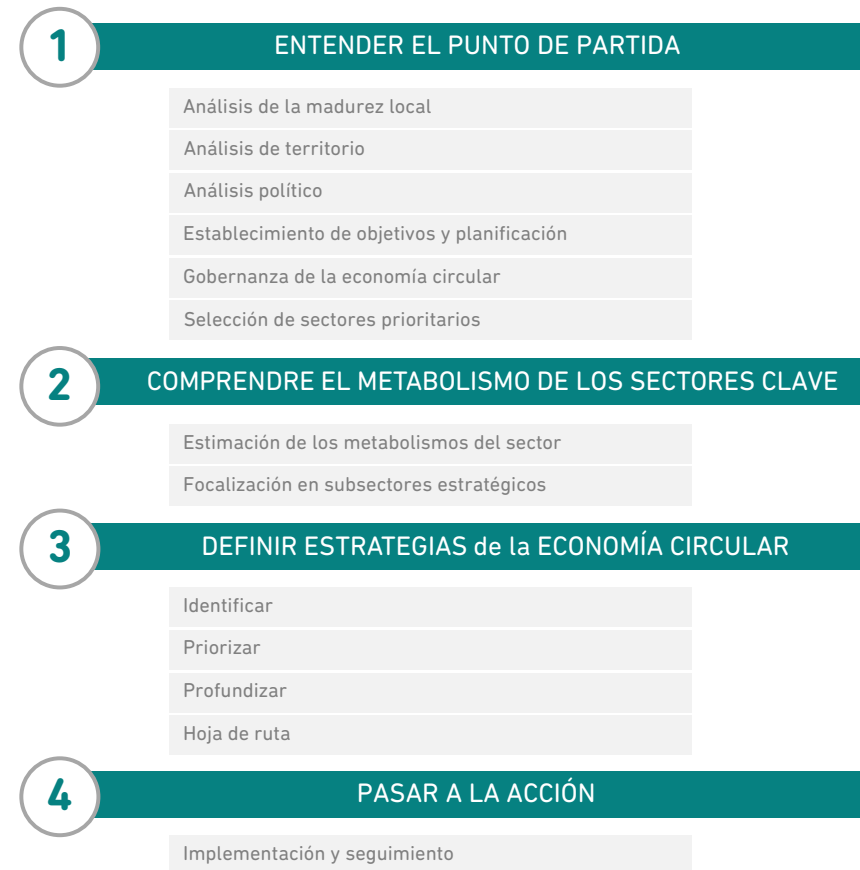 1
ENTENDER EL PUNTO DE PARTIDA
Análisis de la madurez local
Análisis de territorio
Análisis político
Establecimiento de objetivos y planificación
Gobernanza de la economía circular
Selección de sectores prioritarios
2
COMPRENDRE EL METABOLISMO DE LOS SECTORES CLAVE
Estimación de los metabolismos del sector
Focalización en subsectores estratégicos
3
DEFINIR ESTRATEGIAS de la ECONOMÍA CIRCULAR
Identificar
Priorizar
Profundizar
Hoja de ruta
4
PASAR A LA ACCIÓN
Implementación y seguimiento